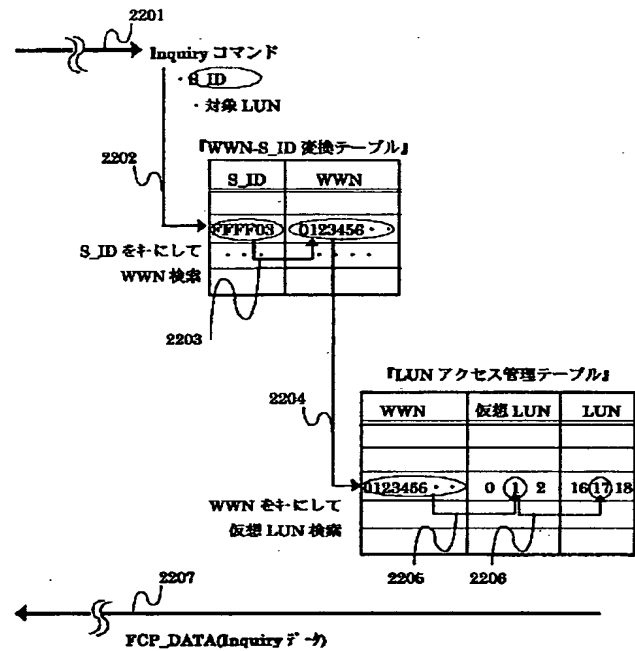 2201
Inquiry コマンド
・S_ID
・対象 LUN
2202
『WWN-S_ID 変換テーブル』
S_ID WWN
FFFF03 0123456・・
S_ID をキーにして
WWN 検索
・・・ ・・・・
2203
『LUN アクセス管理テーブル』
2204
WWN 仮想 LUN LUN
0123456・・ 0 1 2 16 17 18
WWN をキーにして
仮想 LUN 検索
2205 2206
2207
FCP_DATA(Inquiry データ)